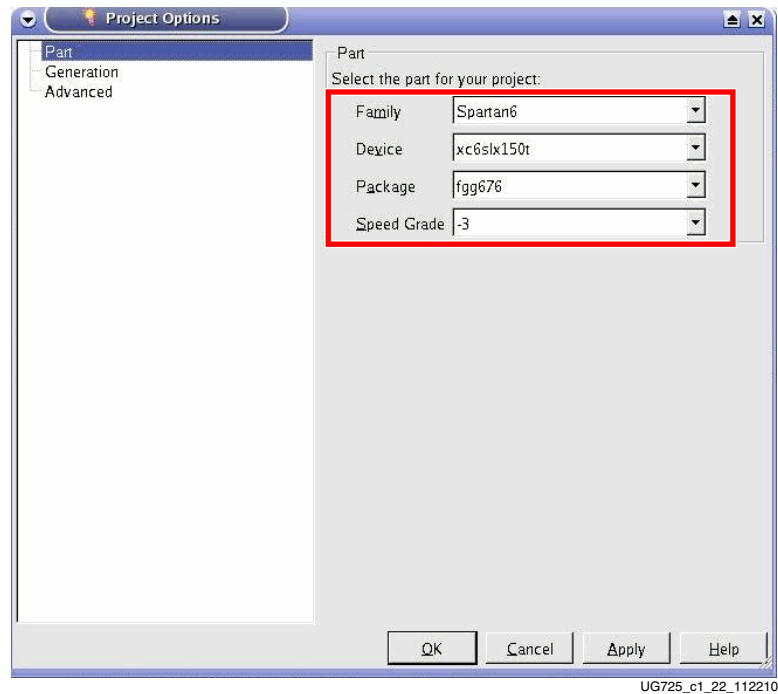 Project Options
Part
Generation
Advanced
Part
Select the part for your project:
Family Spartan6
Device xc6slx150t
Package fgg676
Speed Grade -3
OK Cancel Apply Help
UG725_c1_22_112210